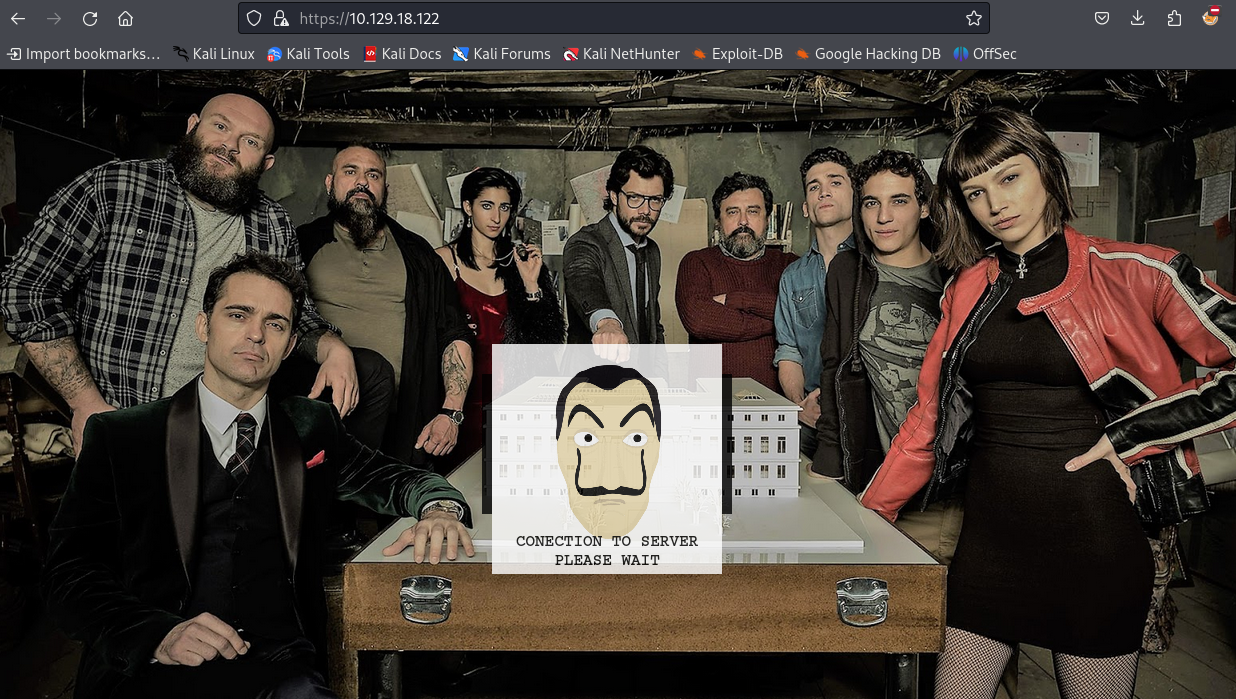 https://10.129.18.122
Import bookmarks... Kali Linux Kali Tools Kali Docs Kali Forums Kali NetHunter Exploit-DB Google Hacking DB OffSec
CONECTION TO SERVER
PLEASE WAIT